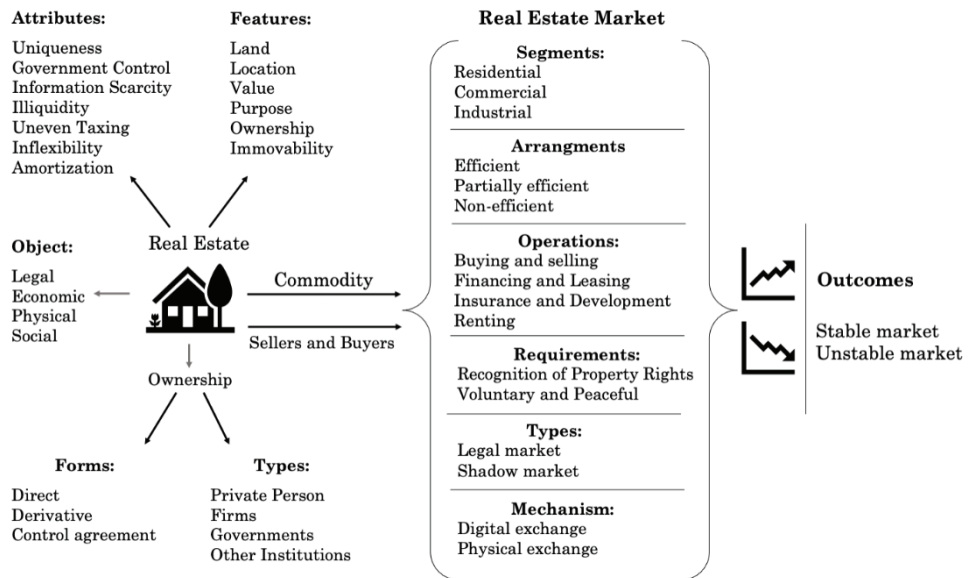 Attributes:
Uniqueness
Government Control
Information Scarcity
Illiquidity
Uneven Taxing
Inflexibility
Amortization
Features:
Land
Location
Value
Purpose
Ownership
Immovability
Object:
Legal
Economic
Physical
Social
Real Estate
Commodity
Sellers and Buyers
Ownership
Forms:
Direct
Derivative
Control agreement
Types:
Private Person
Firms
Governments
Other Institutions
Real Estate Market
Segments:
Residential
Commercial
Industrial
Arrangments
Efficient
Partially efficient
Non-efficient
Operations:
Buying and selling
Financing and Leasing
Insurance and Development
Renting
Requirements:
Recognition of Property Rights
Voluntary and Peaceful
Types:
Legal market
Shadow market
Mechanism:
Digital exchange
Physical exchange
Outcomes
Stable market
Unstable market